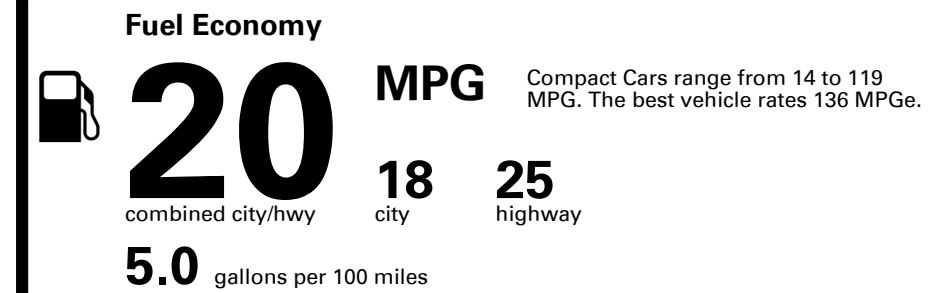 Fuel Economy
20 MPG
Compact Cars range from 14 to 119
MPG. The best vehicle rates 136 MPGe.
18 25
combined city/hwy city highway
5.0 gallons per 100 miles